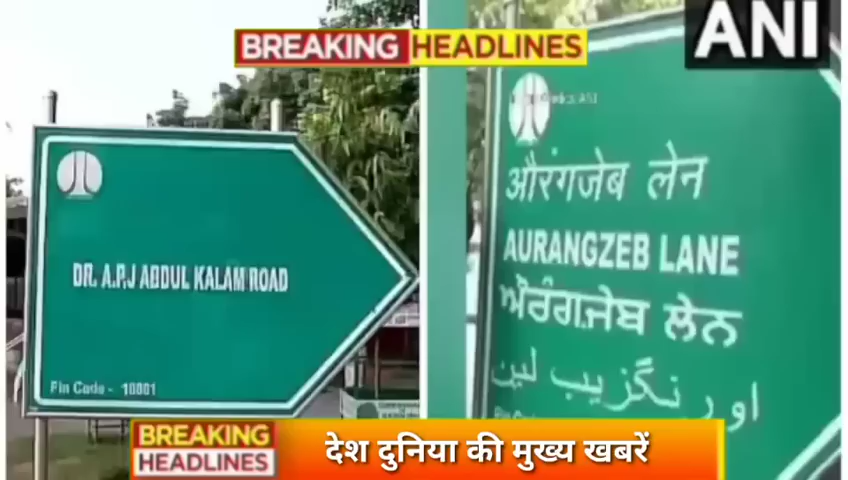 BREAKING HEADLINES
ANI
DR. A.P.J ABDUL KALAM ROAD
Pin Code - 10001
औरंगजेब लेन
AURANGZEB LANE
ਔਰੰਗਜ਼ੇਬ ਲੇਨ
اورنگزیب لین
BREAKING
HEADLINES
देश दुनिया की मुख्य खबरें